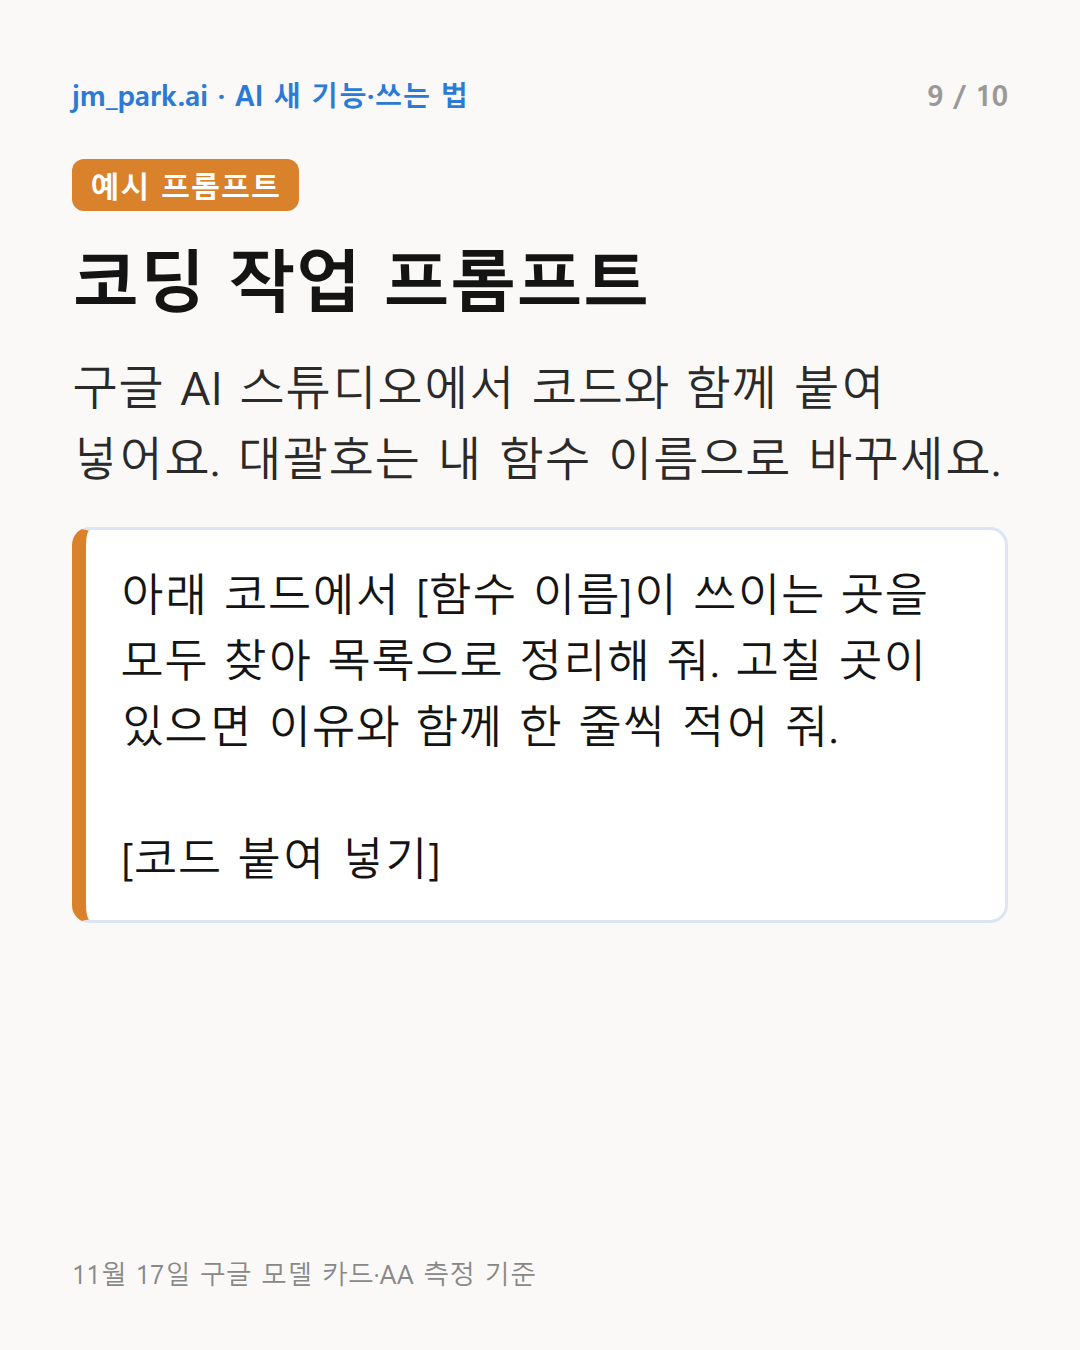 jm_park.ai · AI 새 기능·쓰는 법
9 / 10
예시 프롬프트
코딩 작업 프롬프트
구글 AI 스튜디오에서 코드와 함께 붙여
넣어요. 대괄호는 내 함수 이름으로 바꾸세요.
아래 코드에서 [함수 이름]이 쓰이는 곳을
모두 찾아 목록으로 정리해 줘. 고칠 곳이
있으면 이유와 함께 한 줄씩 적어 줘.
[코드 붙여 넣기]
11월 17일 구글 모델 카드·AA 측정 기준